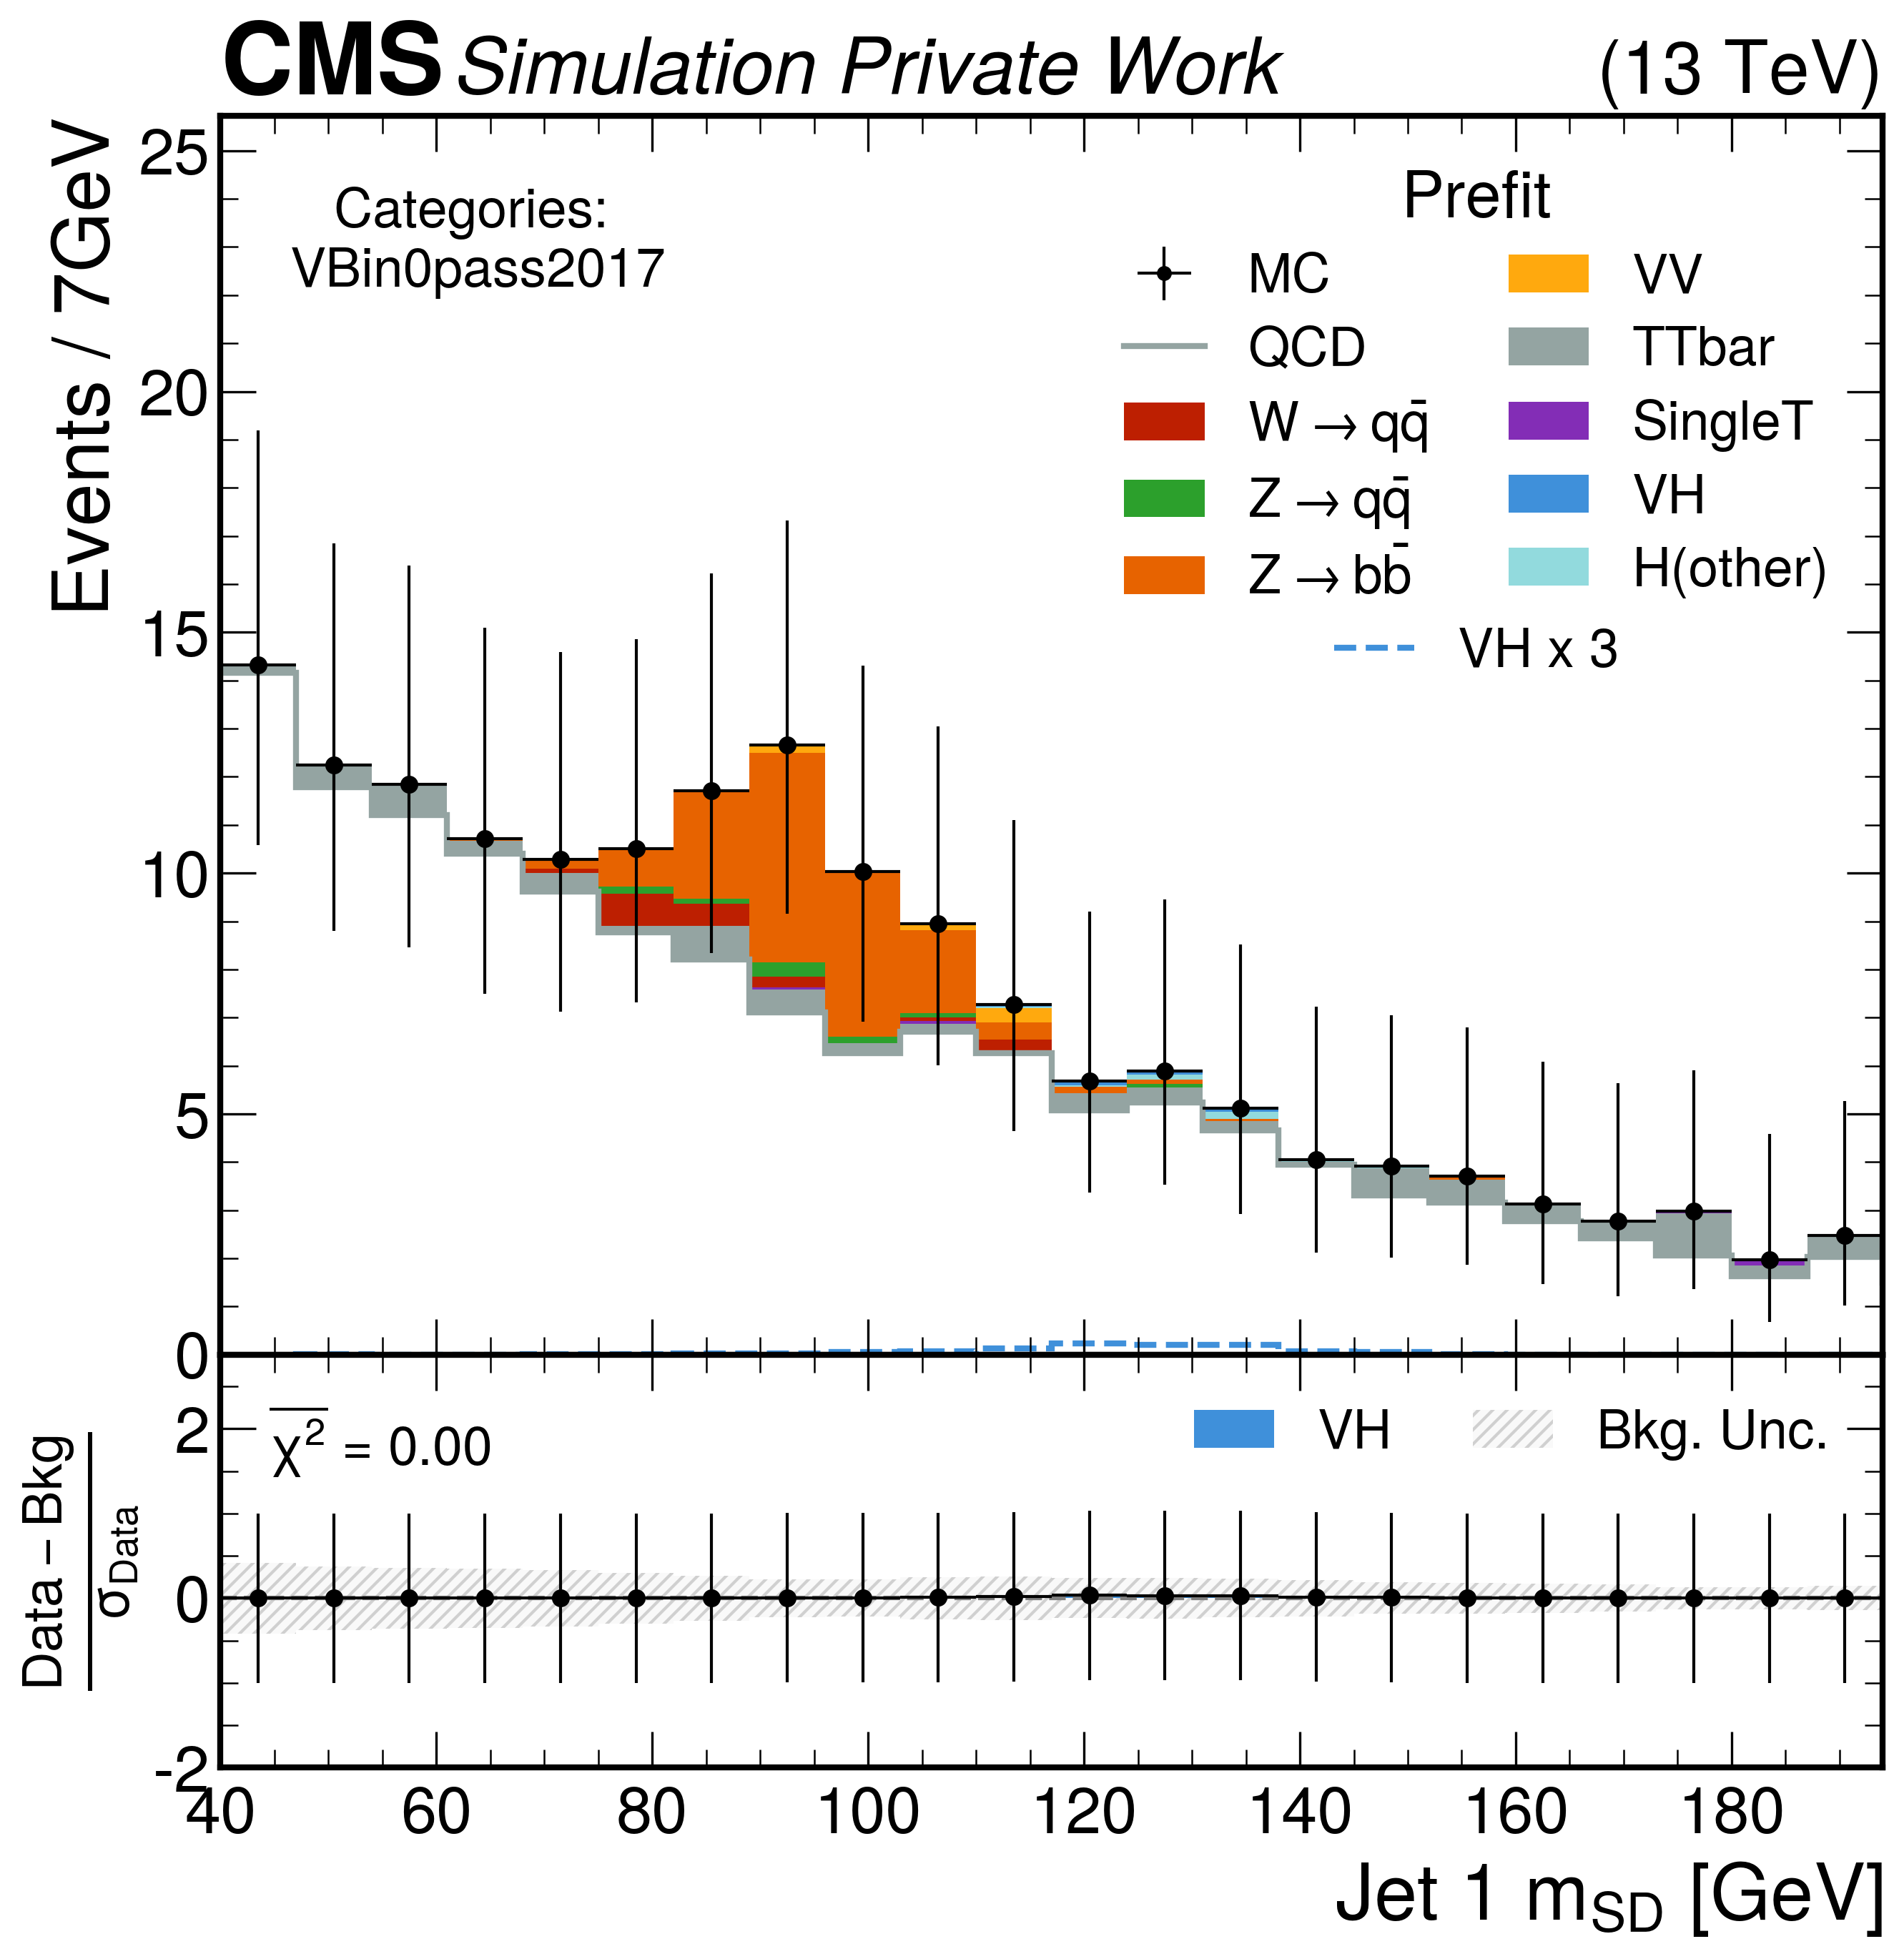 CMS Simulation Private Work (13 TeV)
Events / 7GeV
25
20
15
10
5
0
Categories:
VBin0pass2017
Prefit
MC
QCD
W → qq̄
Z → qq̄
Z → bb̄
VV
TTbar
SingleT
VH
H(other)
VH x 3
Data − Bkg
σData
2
0
-2
χ² = 0.00
VH
Bkg. Unc.
40 60 80 100 120 140 160 180
Jet 1 mSD [GeV]